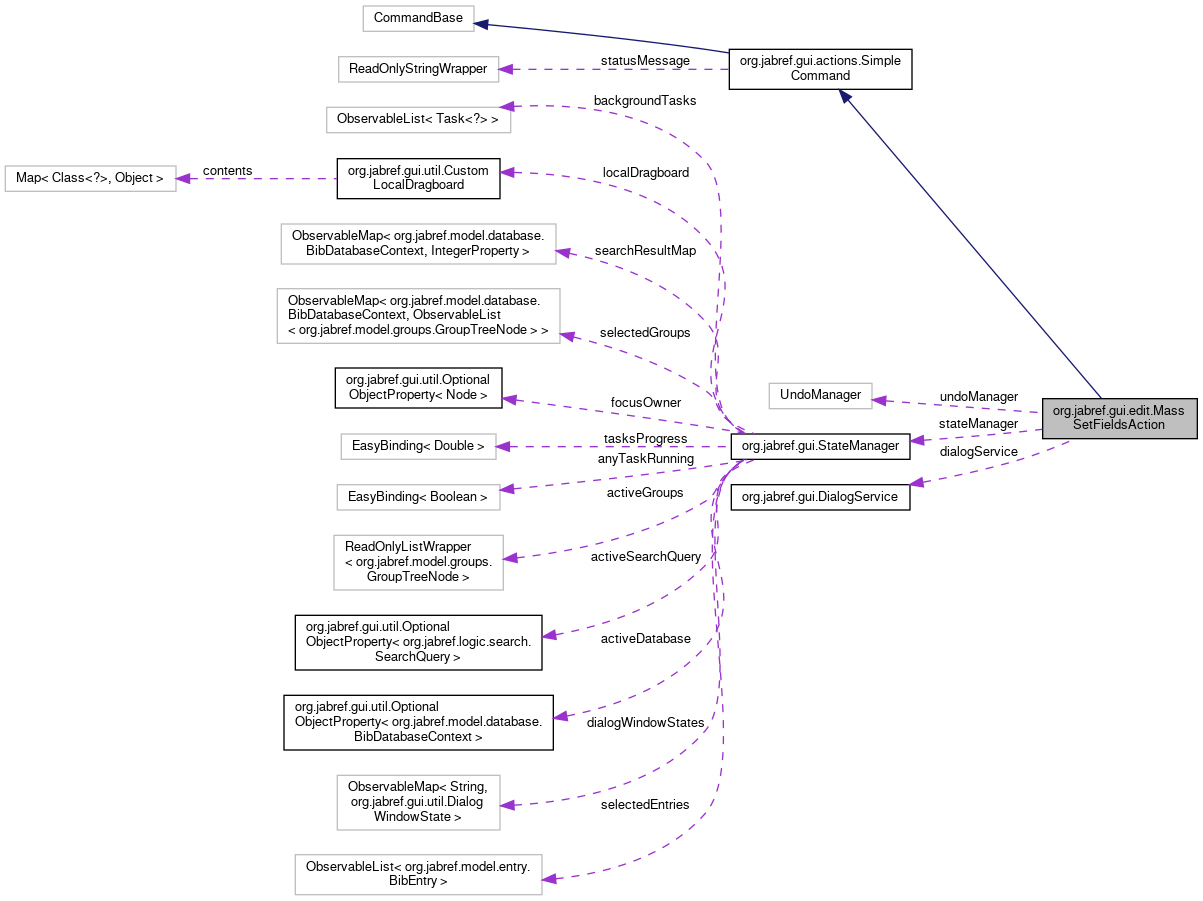 CommandBase
org.jabref.gui.actions.Simple
Command
statusMessage
ReadOnlyStringWrapper
backgroundTasks
ObservableList< Task<?> >
contents
Map< Class<?>, Object >
org.jabref.gui.util.Custom
LocalDragboard
localDragboard
ObservableMap< org.jabref.model.database.
BibDatabaseContext, IntegerProperty >
searchResultMap
ObservableMap< org.jabref.model.database.
BibDatabaseContext, ObservableList
< org.jabref.model.groups.GroupTreeNode > >
selectedGroups
org.jabref.gui.util.Optional
ObjectProperty< Node >
focusOwner
UndoManager
undoManager
org.jabref.gui.edit.Mass
SetFieldsAction
stateManager
EasyBinding< Double >
tasksProgress
org.jabref.gui.StateManager
dialogService
anyTaskRunning
EasyBinding< Boolean >
activeGroups
org.jabref.gui.DialogService
ReadOnlyListWrapper
< org.jabref.model.groups.
GroupTreeNode >
activeSearchQuery
org.jabref.gui.util.Optional
ObjectProperty< org.jabref.logic.search.
SearchQuery >
activeDatabase
org.jabref.gui.util.Optional
ObjectProperty< org.jabref.model.database.
BibDatabaseContext >
dialogWindowStates
ObservableMap< String,
org.jabref.gui.util.Dialog
WindowState >
selectedEntries
ObservableList< org.jabref.model.entry.
BibEntry >